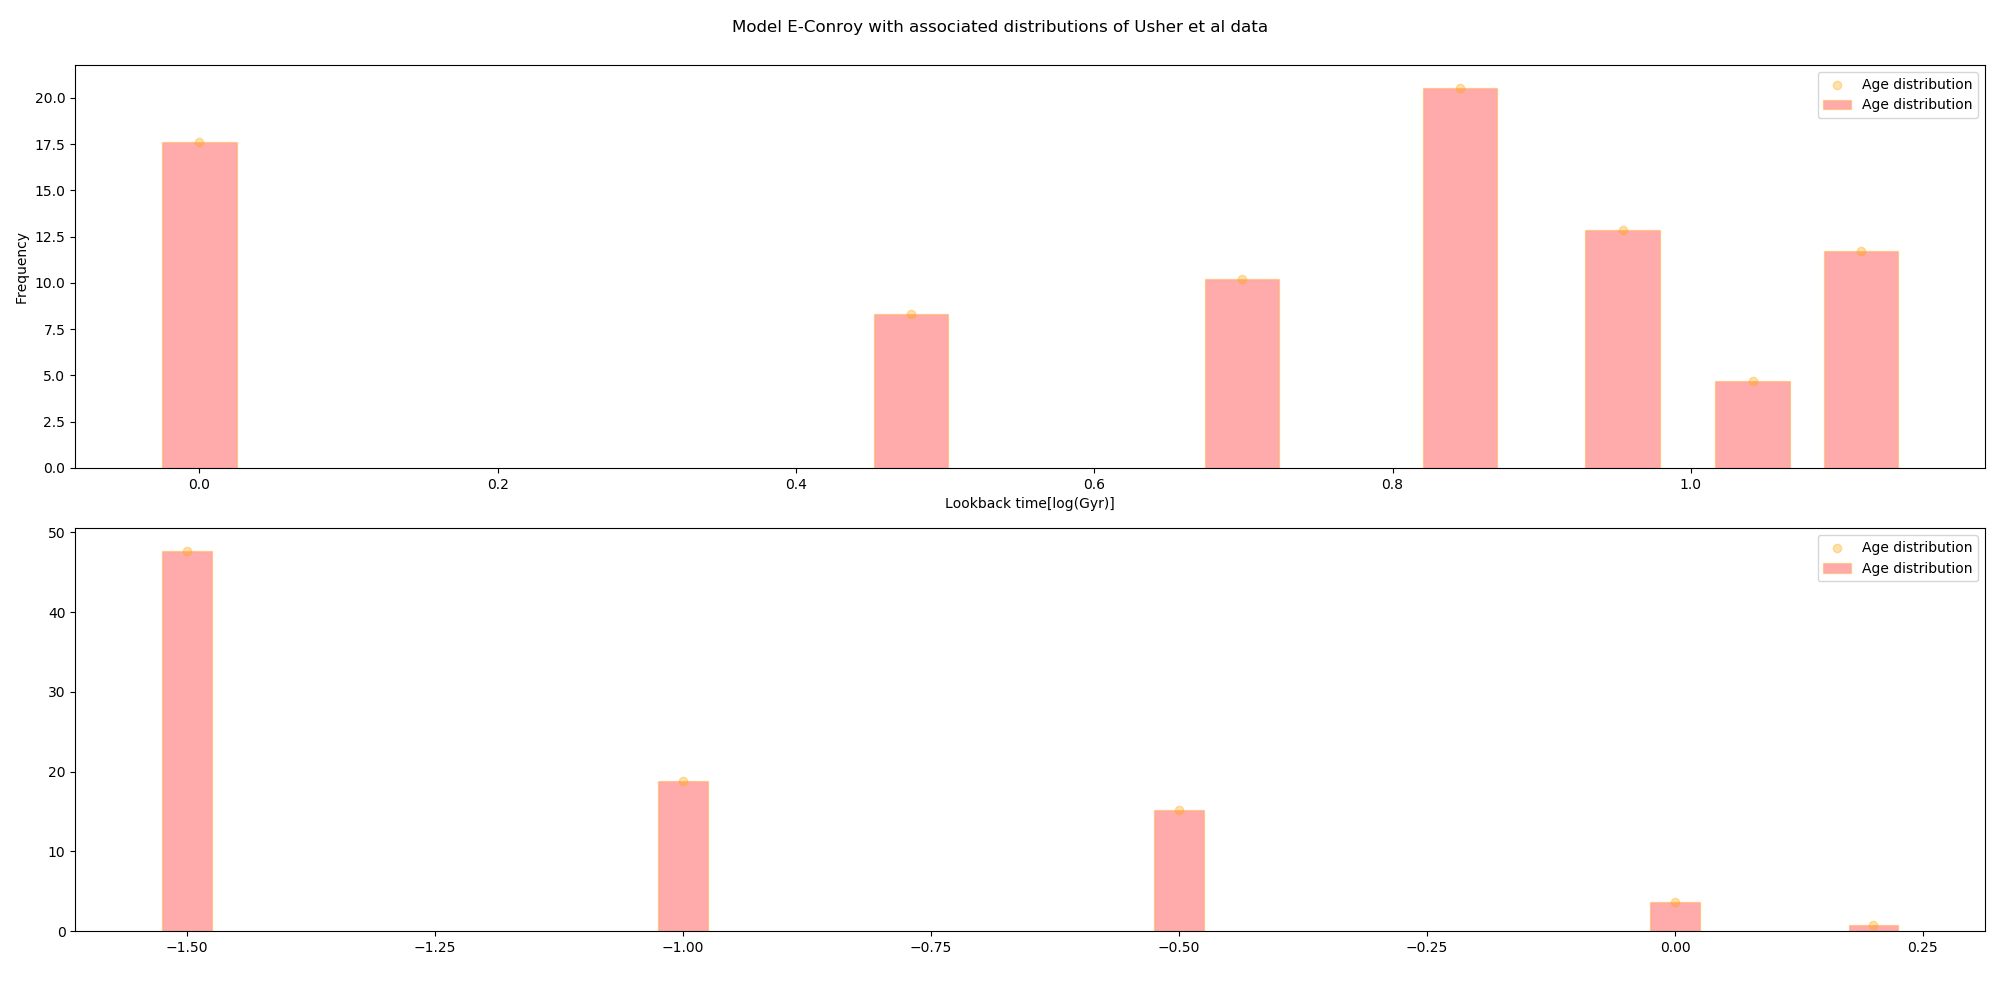 Model E-Conroy with associated distributions of Usher et al data
Age distribution
Age distribution
Frequency
20.0
17.5
15.0
12.5
10.0
7.5
5.0
2.5
0.0
0.0 0.2 0.4 0.6 0.8 1.0
Lookback time[log(Gyr)]
Age distribution
Age distribution
50
40
30
20
10
0
−1.50 −1.25 −1.00 −0.75 −0.50 −0.25 0.00 0.25